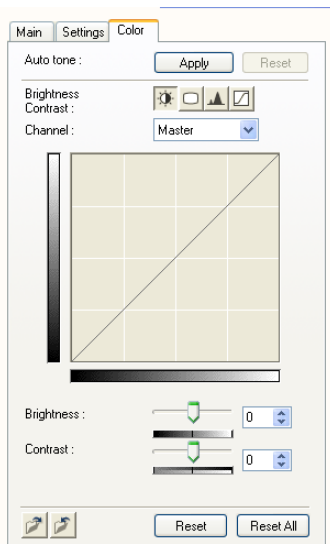 Main Settings Color
Auto tone : Apply Reset
Brightness
Contrast :
Channel : Master
Brightness : 0
Contrast : 0
Reset Reset All